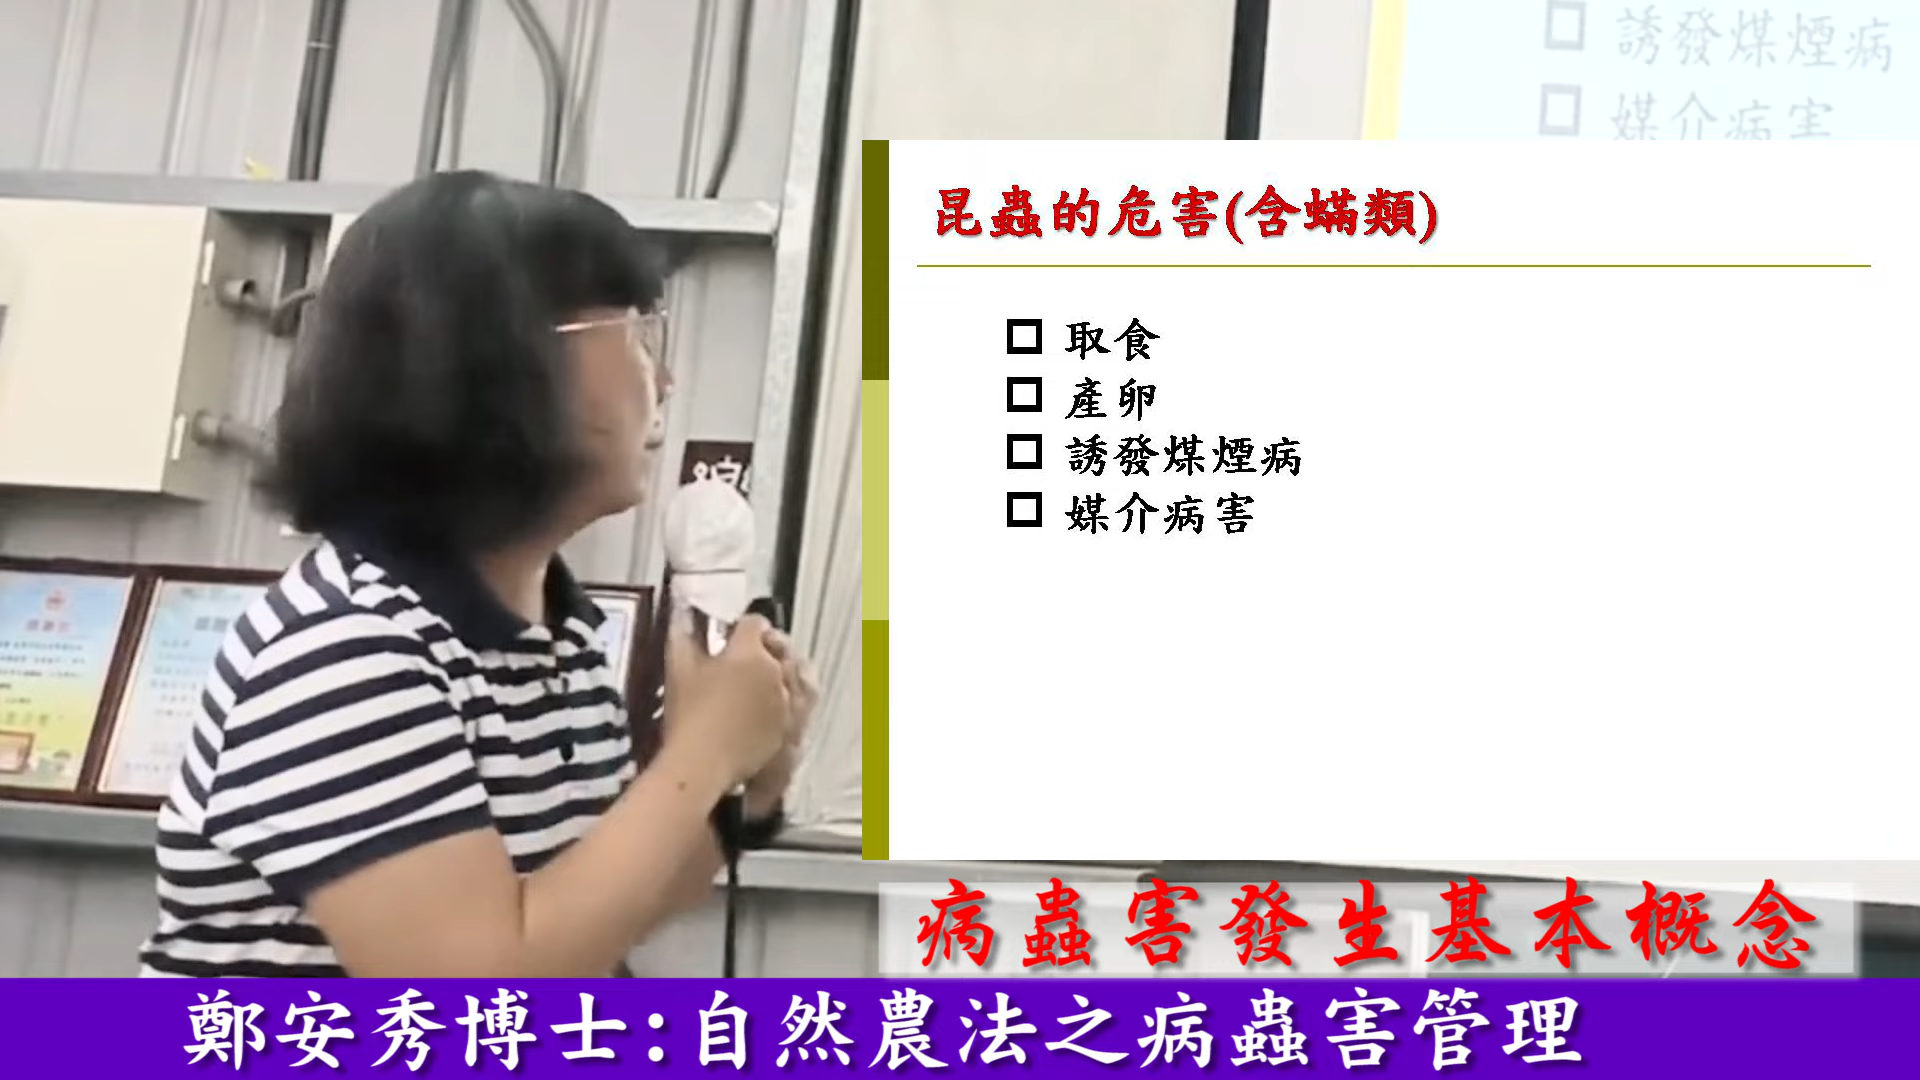 誘發煤煙病
媒介病害
昆蟲的危害(含蟎類)
取食
產卵
誘發煤煙病
媒介病害
病蟲害發生基本概念
鄭安秀博士:自然農法之病蟲害管理